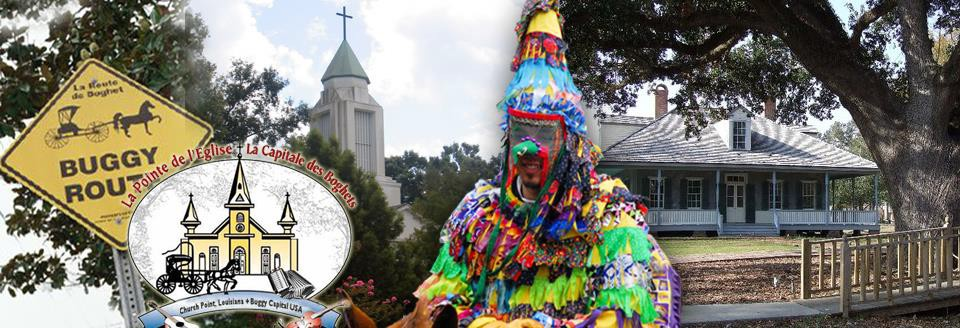 La Route
de Boghet
BUGGY
ROUT
La Pointe de l'Eglise · La Capitale des Boghets
Church Point, Louisiana ♦ Buggy Capital USA